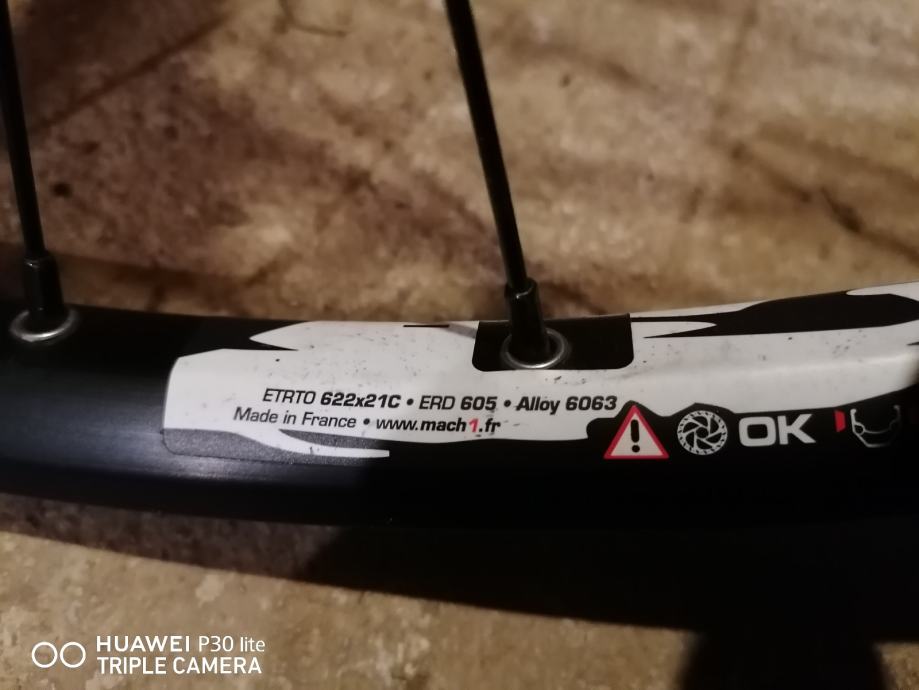 ETRTO 622x21C • ERD 605 • Alloy 6063
Made in France • www.mach1.fr
OK
HUAWEI P30 lite
TRIPLE CAMERA